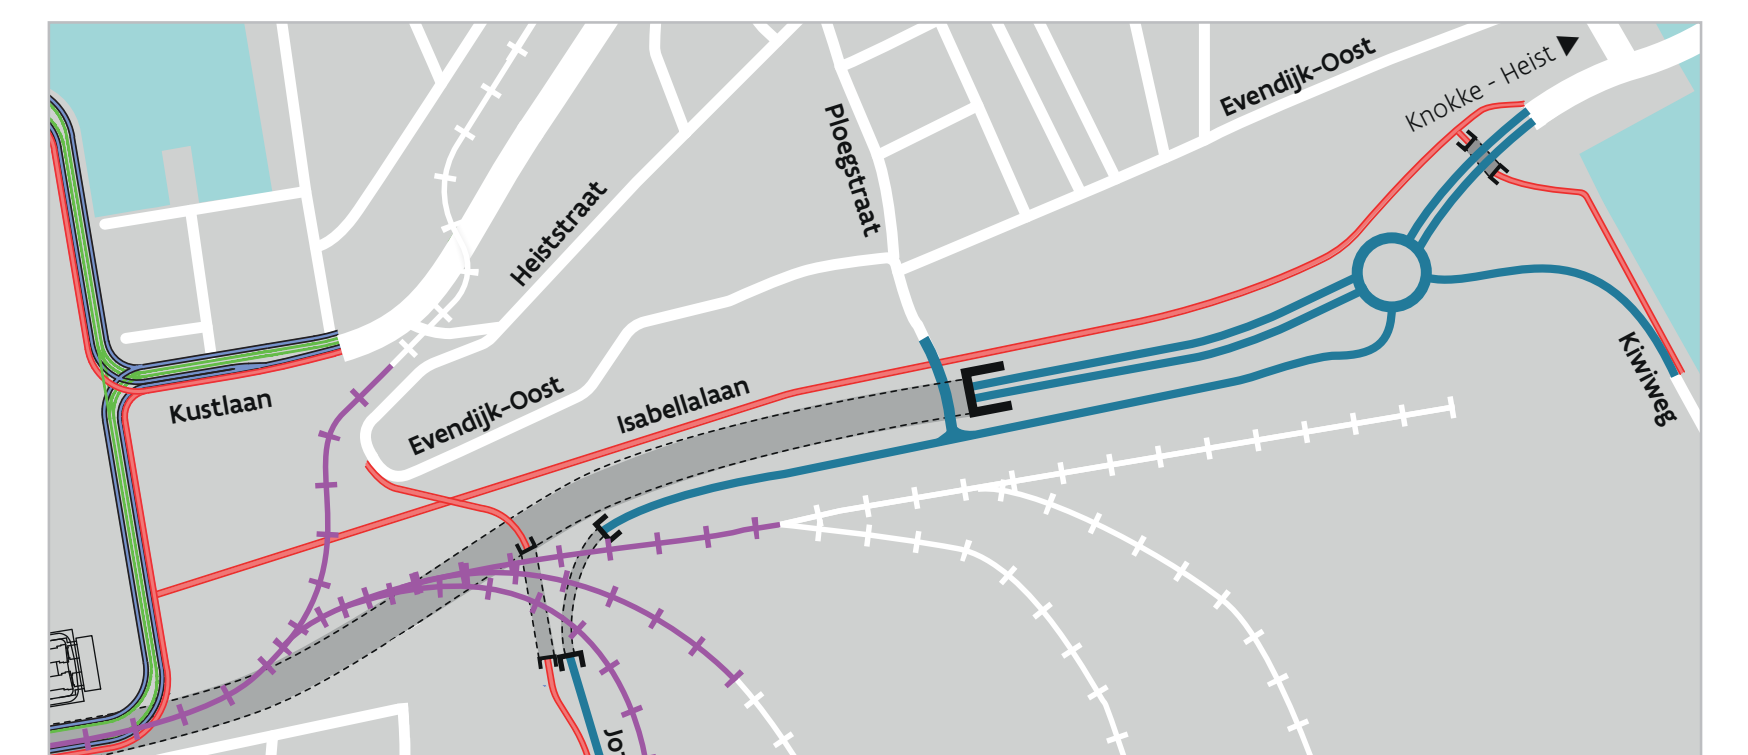 Evendijk-Oost
Knokke - Heist
Ploegstraat
Heiststraat
Kiwiweg
Kustlaan
Evendijk-Oost
Isabellalaan